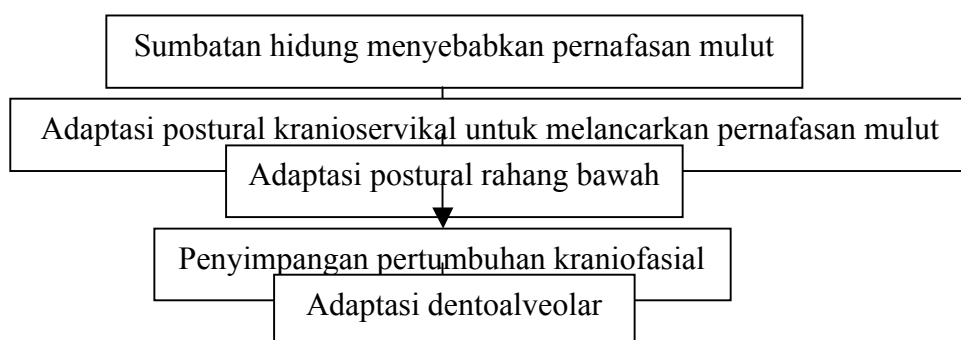 Sumbatan hidung menyebabkan pernafasan mulut
Adaptasi postural kranioservikal untuk melancarkan pernafasan mulut
Adaptasi postural rahang bawah
Penyimpangan pertumbuhan kraniofasial
Adaptasi dentoalveolar